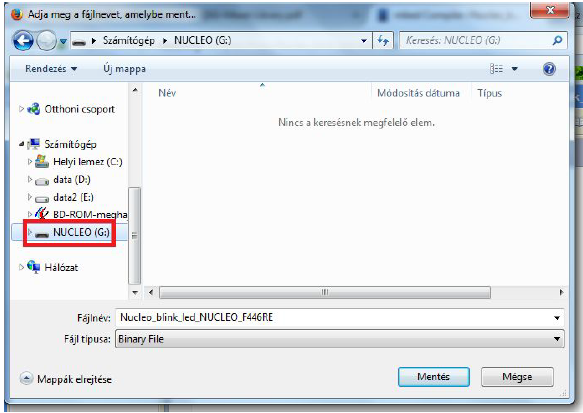 Adja meg a fájlnevet, amelybe ment...
Számítógép NUCLEO (G:)
Keresés: NUCLEO (G:)
Rendezés Új mappa
Név Módosítás dátuma Típus
Nincs a keresésnek megfelelő elem.
Otthoni csoport
Számítógép
Helyi lemez (C:)
data (D:)
data2 (E:)
BD-ROM-megha
NUCLEO (G:)
Hálózat
Fájlnév: Nucleo_blink_led_NUCLEO_F446RE
Fájl típusa: Binary File
Mappák elrejtése Mentés Mégse